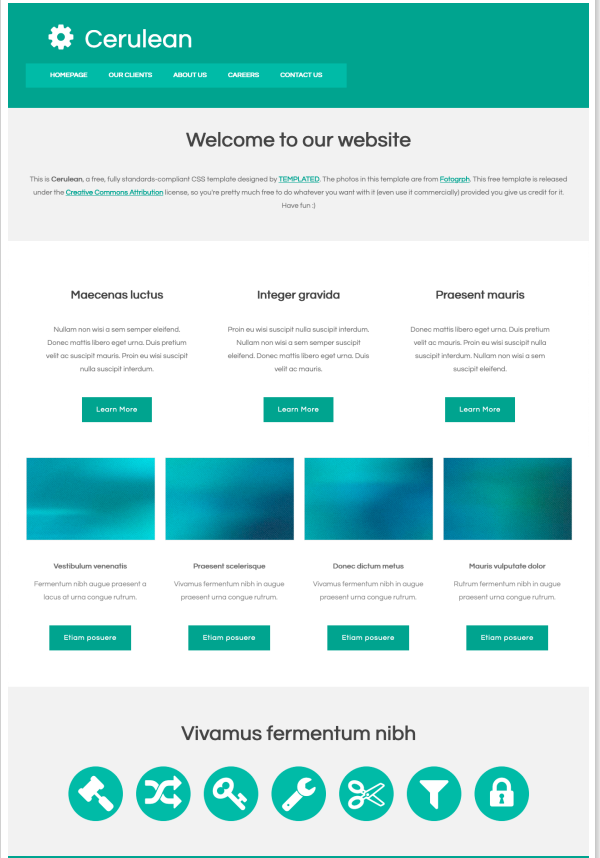 Cerulean
HOMEPAGE OUR CLIENTS ABOUT US CAREERS CONTACT US
Welcome to our website
This is Cerulean, a free, fully standards-compliant CSS template designed by TEMPLATED. The photos in this template are from Fotogrph. This free template is released
under the Creative Commons Attribution license, so you're pretty much free to do whatever you want with it (even use it commercially) provided you give us credit for it.
Have fun :)
Maecenas luctus
Nullam non wisi a sem semper eleifend.
Donec mattis libero eget urna. Duis pretium
velit ac suscipit mauris. Proin eu wisi suscipit
nulla suscipit interdum.
Learn More
Integer gravida
Proin eu wisi suscipit nulla suscipit interdum.
Nullam non wisi a sem semper suscipit
eleifend. Donec mattis libero eget urna. Duis
velit ac mauris.
Learn More
Praesent mauris
Donec mattis libero eget urna. Duis pretium
velit ac suscipit mauris. Proin eu wisi nulla
suscipit interdum. Nullam non wisi a sem
suscipit eleifend.
Learn More
Vestibulum venenatis
Fermentum nibh augue praesent a
lacus at urna congue rutrum.
Etiam posuere
Praesent scelerisque
Vivamus fermentum nibh in augue
praesent urna congue rutrum.
Etiam posuere
Donec dictum metus
Vivamus fermentum nibh in augue
praesent urna congue rutrum.
Etiam posuere
Mauris vulputate dolor
Rutrum fermentum nibh in augue
praesent urna congue rutrum.
Etiam posuere
Vivamus fermentum nibh